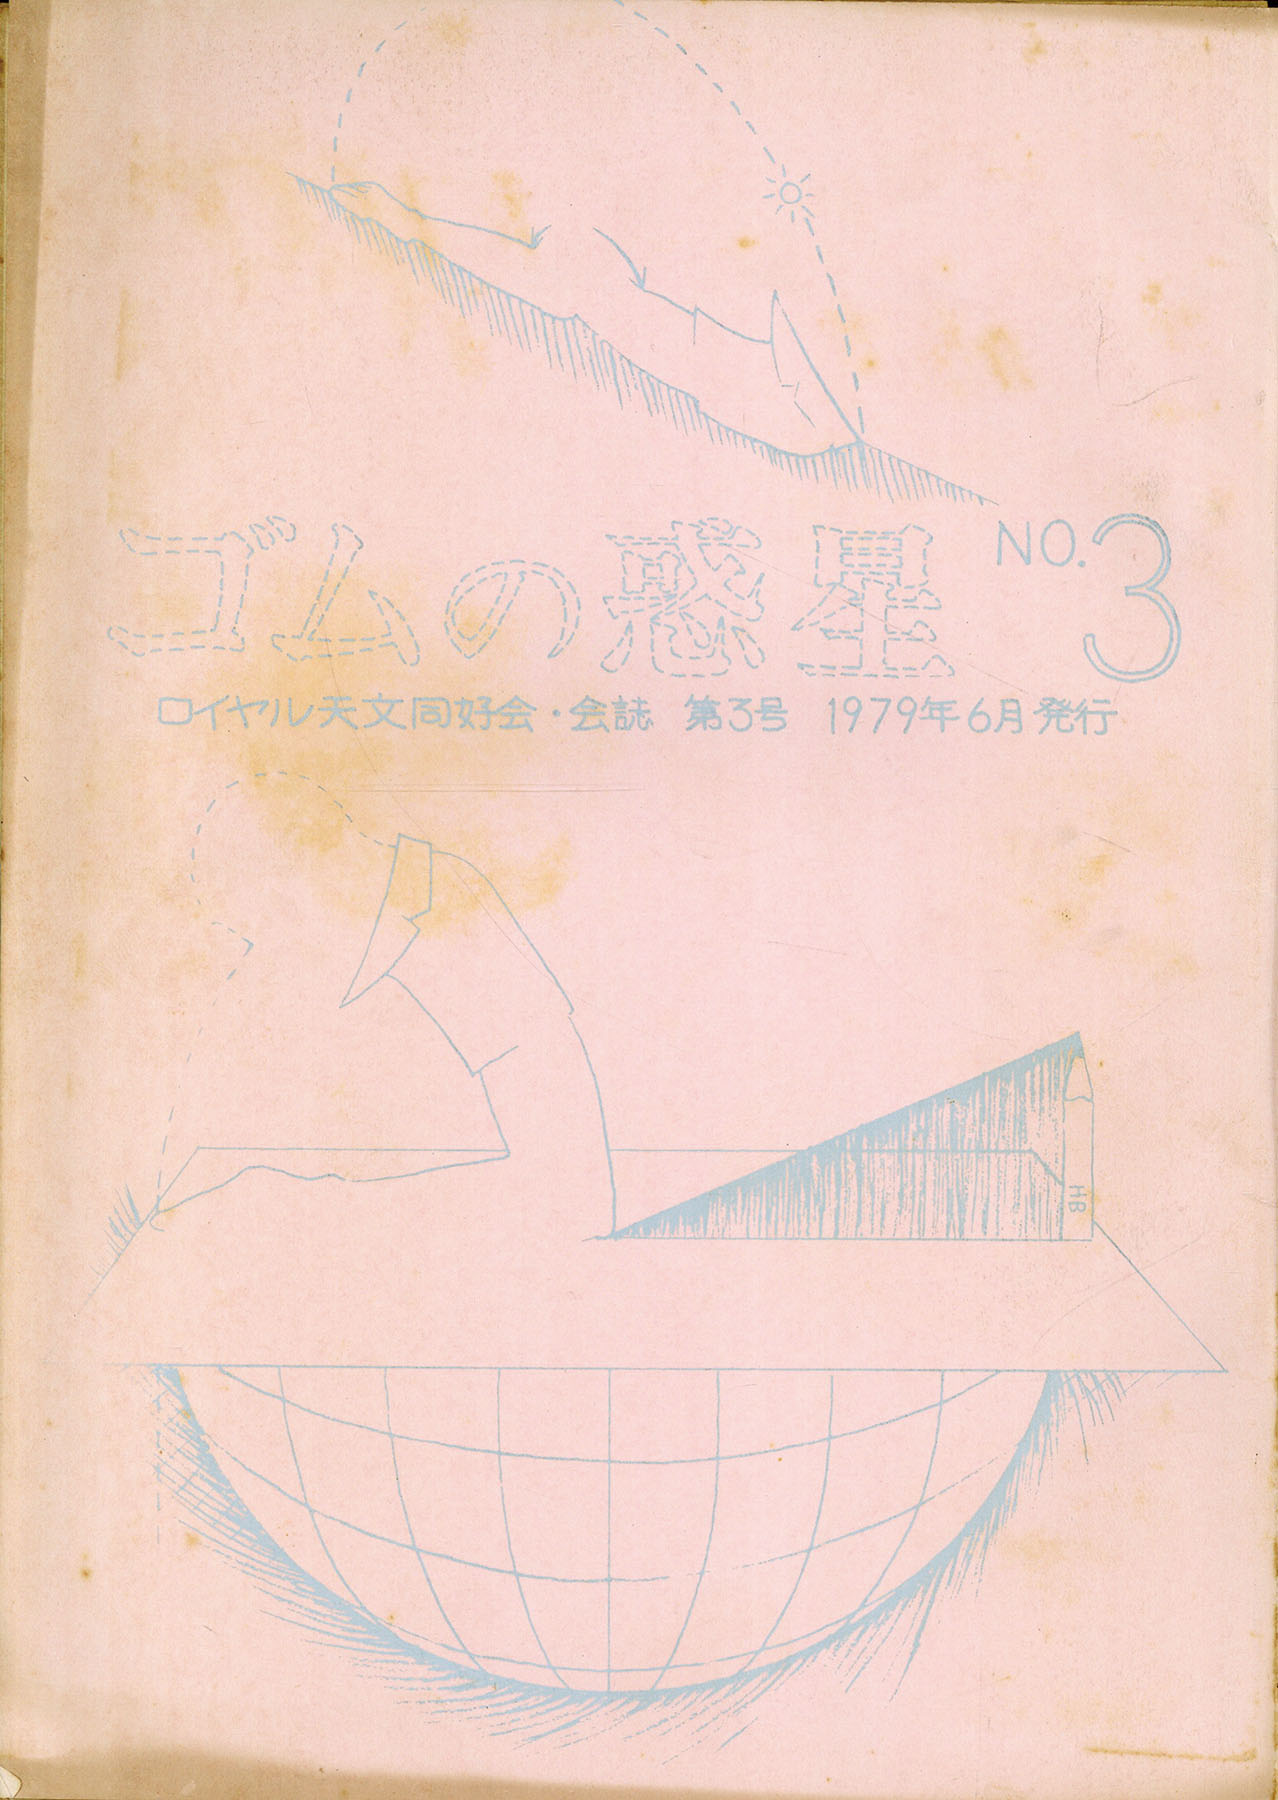 ゴムの惑星 NO.3
ロイヤル天文同好会・会誌 第3号 1979年6月発行
HB